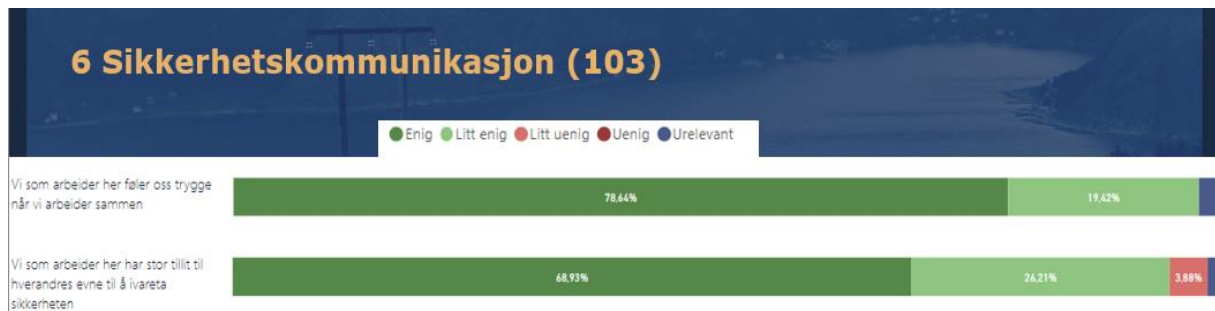 6 Sikkerhetskommunikasjon (103)
Enig Litt enig Litt uenig Uenig Urelevant
Vi som arbeider her føler oss trygge
når vi arbeider sammen
78,64% 19,42%
Vi som arbeider her har stor tillit til
hverandres evne til å ivareta
sikkerheten
68,93% 26,21% 3,88%